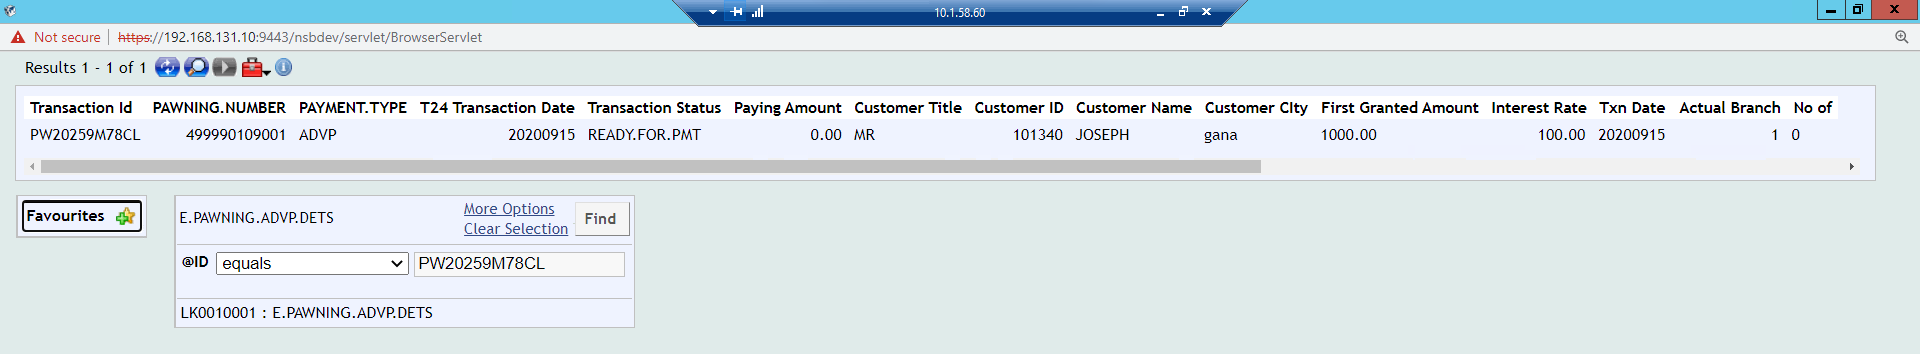 10.1.58.60
Not secure https://192.168.131.10:9443/nsbdev/servlet/BrowserServlet
Results 1 - 1 of 1
Transaction Id PAWNING.NUMBER PAYMENT.TYPE T24 Transaction Date Transaction Status Paying Amount Customer Title Customer ID Customer Name Customer CIty First Granted Amount Interest Rate Txn Date Actual Branch No of
PW20259M78CL 499990109001 ADVP 20200915 READY.FOR.PMT 0.00 MR 101340 JOSEPH gana 1000.00 100.00 20200915 1 0
Favourites
E.PAWNING.ADVP.DETS
More Options
Clear Selection
Find
@ID equals PW20259M78CL
LK0010001 : E.PAWNING.ADVP.DETS